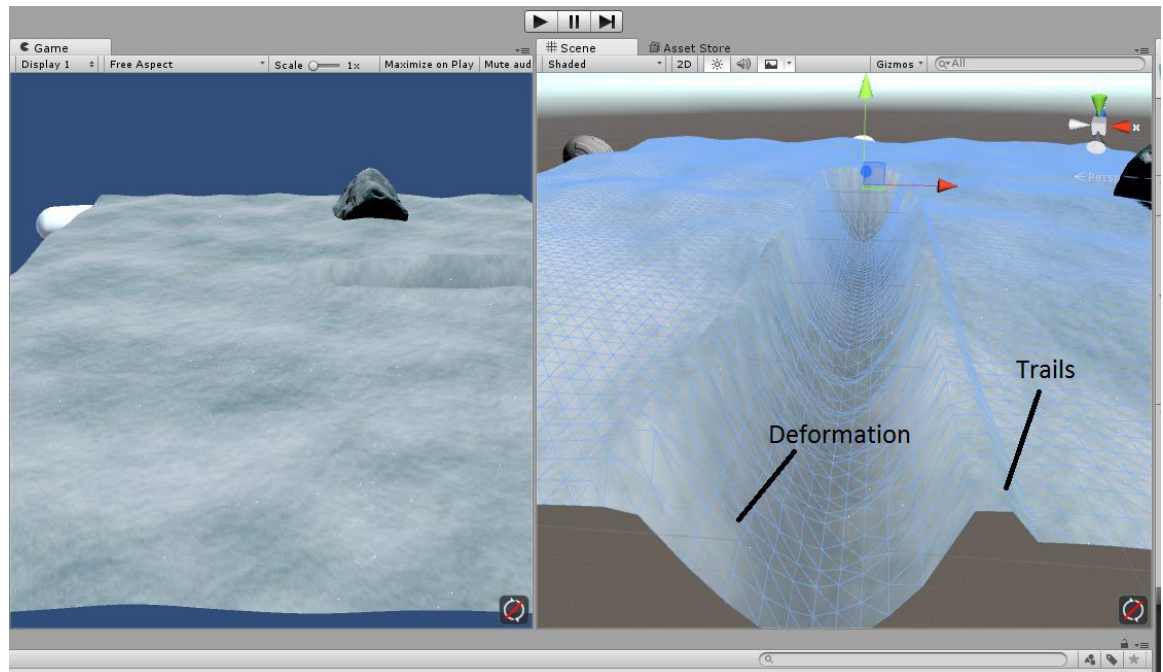 Game
Display 1
Free Aspect
Scale
1x
Maximize on Play
Mute aud
Scene
Asset Store
Shaded
2D
Gizmos
All
x
Persp
Trails
Deformation